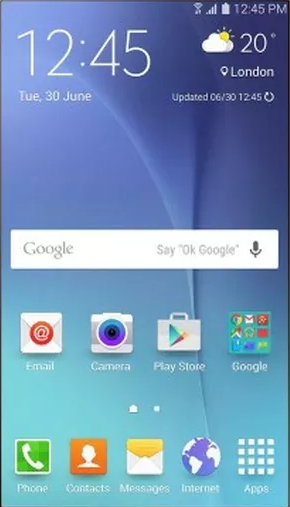 12:45 PM
12:45
20°
London
Tue, 30 June
Updated 06/30 12:45
Google
Say "Ok Google"
Email
Camera
Play Store
Google
Phone
Contacts
Messages
Internet
Apps